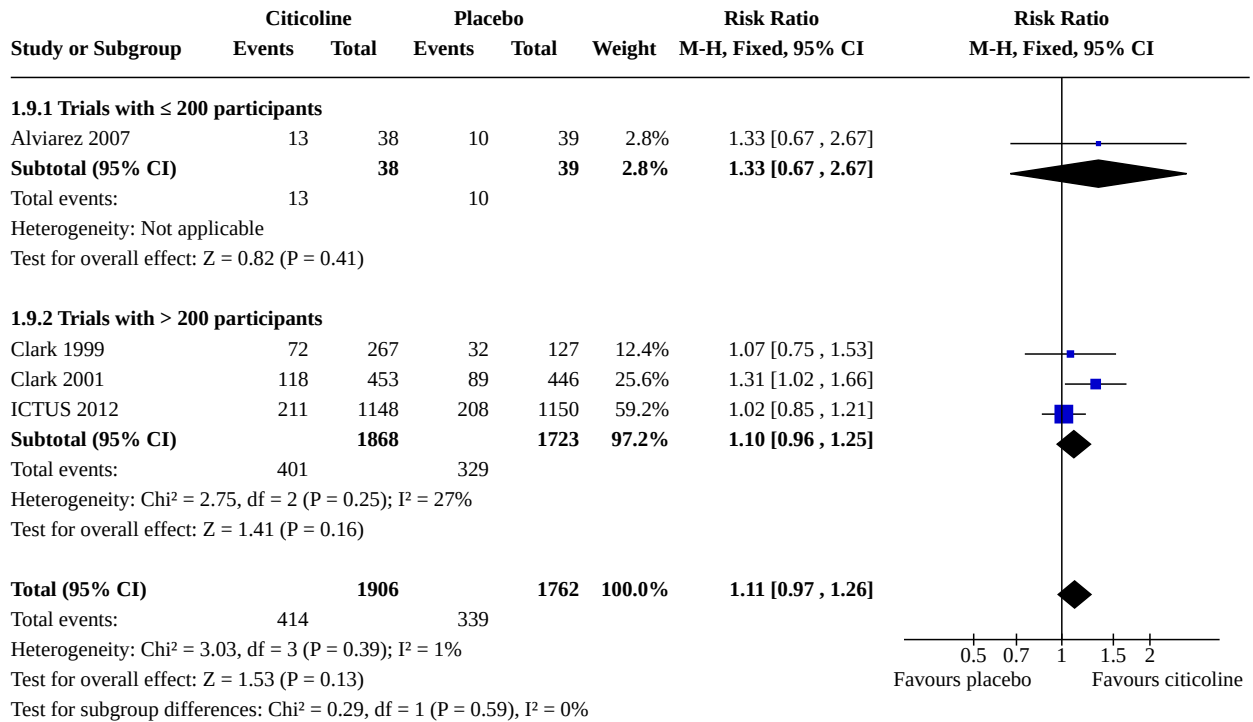 Citicoline Placebo Risk Ratio Risk Ratio
Study or Subgroup Events Total Events Total Weight M-H, Fixed, 95% CI M-H, Fixed, 95% CI
1.9.1 Trials with ≤ 200 participants
Alviarez 2007 13 38 10 39 2.8% 1.33 [0.67 , 2.67]
Subtotal (95% CI) 38 39 2.8% 1.33 [0.67 , 2.67]
Total events: 13 10
Heterogeneity: Not applicable
Test for overall effect: Z = 0.82 (P = 0.41)
1.9.2 Trials with > 200 participants
Clark 1999 72 267 32 127 12.4% 1.07 [0.75 , 1.53]
Clark 2001 118 453 89 446 25.6% 1.31 [1.02 , 1.66]
ICTUS 2012 211 1148 208 1150 59.2% 1.02 [0.85 , 1.21]
Subtotal (95% CI) 1868 1723 97.2% 1.10 [0.96 , 1.25]
Total events: 401 329
Heterogeneity: Chi² = 2.75, df = 2 (P = 0.25); I² = 27%
Test for overall effect: Z = 1.41 (P = 0.16)
Total (95% CI) 1906 1762 100.0% 1.11 [0.97 , 1.26]
Total events: 414 339
Heterogeneity: Chi² = 3.03, df = 3 (P = 0.39); I² = 1%
0.5 0.7 1 1.5 2
Test for overall effect: Z = 1.53 (P = 0.13)
Favours placebo Favours citicoline
Test for subgroup differences: Chi² = 0.29, df = 1 (P = 0.59), I² = 0%